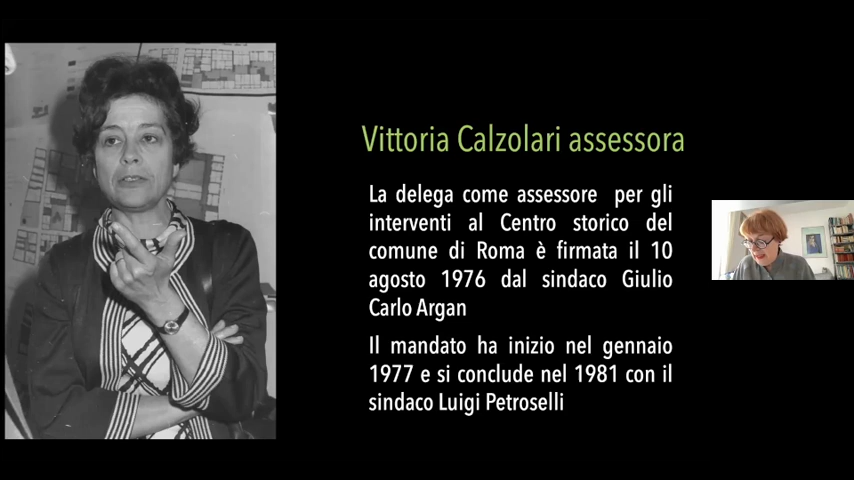 Vittoria Calzolari assessora
La delega come assessore per gli
interventi al Centro storico del
comune di Roma è firmata il 10
agosto 1976 dal sindaco Giulio
Carlo Argan
Il mandato ha inizio nel gennaio
1977 e si conclude nel 1981 con il
sindaco Luigi Petroselli